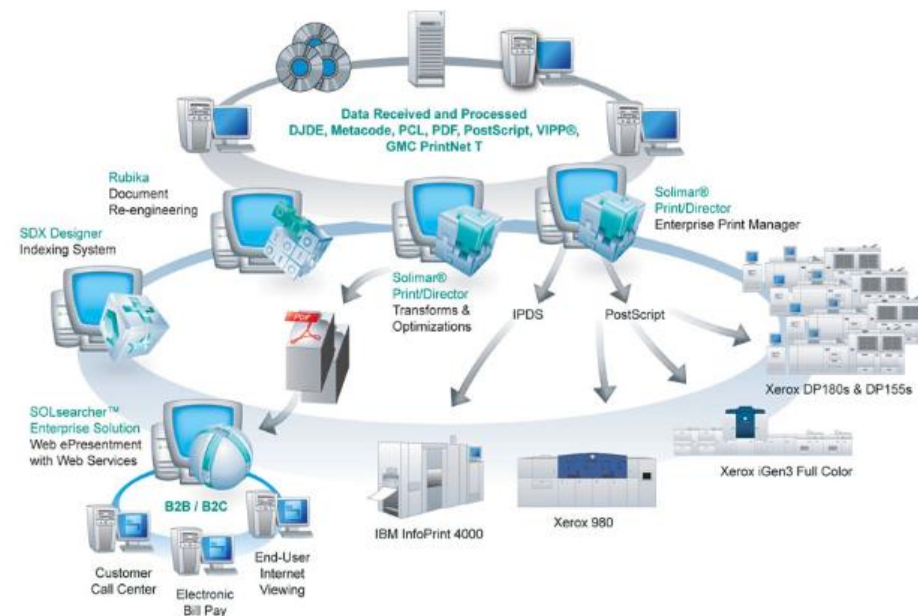 Data Received and Processed
DJDE, Metacode, PCL, PDF, PostScript, VIPP®,
GMC PrintNet T
Rubika
Document
Re-engineering
Solimar®
Print/Director
Enterprise Print Manager
SDX Designer
Indexing System
Solimar®
Print/Director
Transforms &
Optimizations
PDF
IPDS
PostScript
Xerox DP180s & DP155s
SOLsearcher™
Enterprise Solution
Web ePresentment
with Web Services
Xerox iGen3 Full Color
B2B / B2C
IBM InfoPrint 4000
Xerox 980
Customer
Call Center
Electronic
Bill Pay
End-User
Internet
Viewing